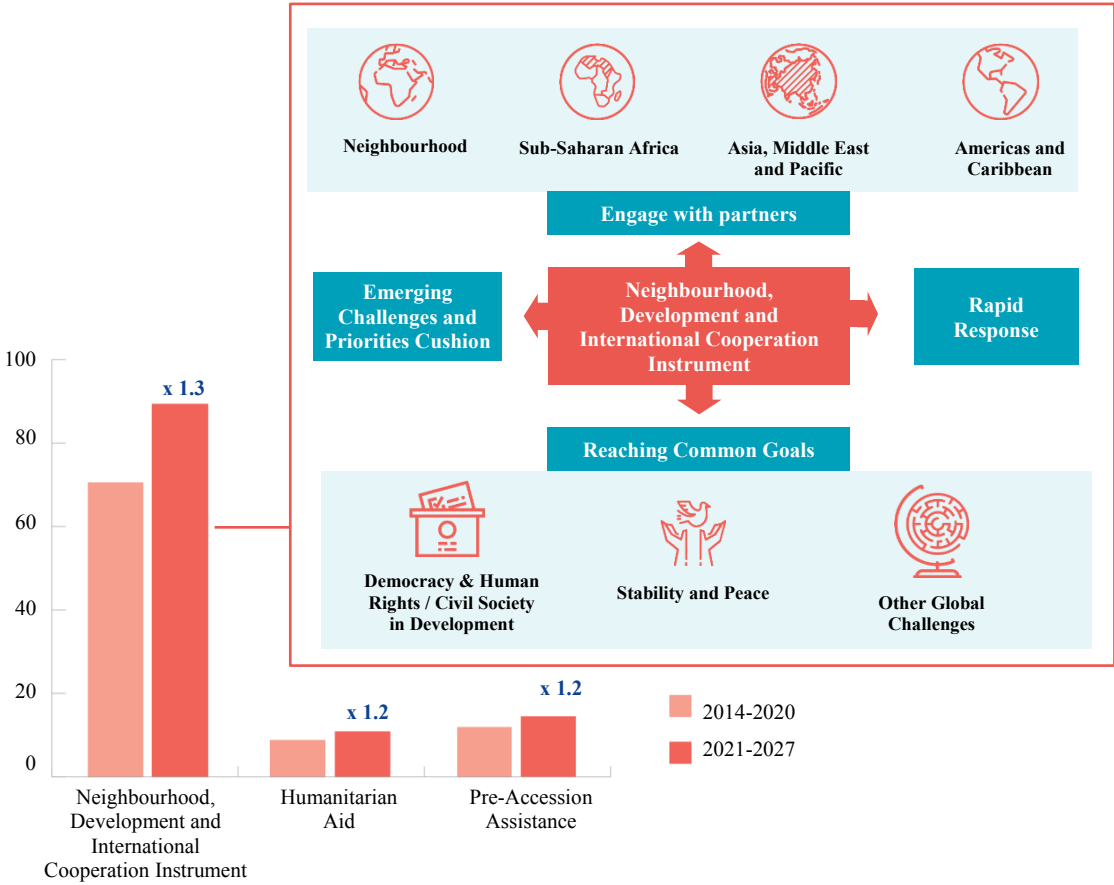 Neighbourhood
Sub-Saharan Africa
Asia, Middle East
and Pacific
Americas and
Caribbean
Engage with partners
Emerging
Challenges and
Priorities Cushion
Neighbourhood,
Development and
International Cooperation
Instrument
Rapid
Response
Reaching Common Goals
Democracy & Human
Rights / Civil Society
in Development
Stability and Peace
Other Global
Challenges
100
80
60
40
20
0
x 1.3
x 1.2
x 1.2
2014-2020
2021-2027
Neighbourhood,
Development and
International
Cooperation Instrument
Humanitarian
Aid
Pre-Accession
Assistance